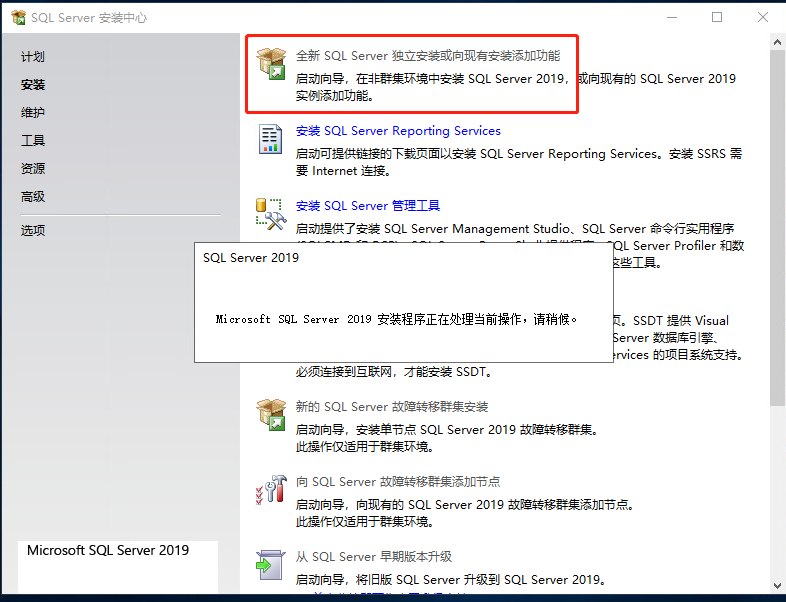 SQL Server 安装中心
计划
安装
维护
工具
资源
高级
选项
Microsoft SQL Server 2019
全新 SQL Server 独立安装或向现有安装添加功能
启动向导，在非群集环境中安装 SQL Server 2019，或向现有的 SQL Server 2019
实例添加功能。
安装 SQL Server Reporting Services
启动可提供链接的下载页面以安装 SQL Server Reporting Services。安装 SSRS 需
要 Internet 连接。
安装 SQL Server 管理工具
启动提供了安装 SQL Server Management Studio、SQL Server 命令行实用程序
SQL Server Profiler 和数
这些工具。
SQL Server 2019
Microsoft SQL Server 2019 安装程序正在处理当前操作，请稍候。
页。SSDT 提供 Visual
Server 数据库引擎、
ervices 的项目系统支持。
必须连接到互联网，才能安装 SSDT。
新的 SQL Server 故障转移群集安装
启动向导，安装单节点 SQL Server 2019 故障转移群集。
此操作仅适用于群集环境。
向 SQL Server 故障转移群集添加节点
启动向导，向现有的 SQL Server 2019 故障转移群集添加节点。
此操作仅适用于群集环境。
从 SQL Server 早期版本升级
启动向导，将旧版 SQL Server 升级到 SQL Server 2019。